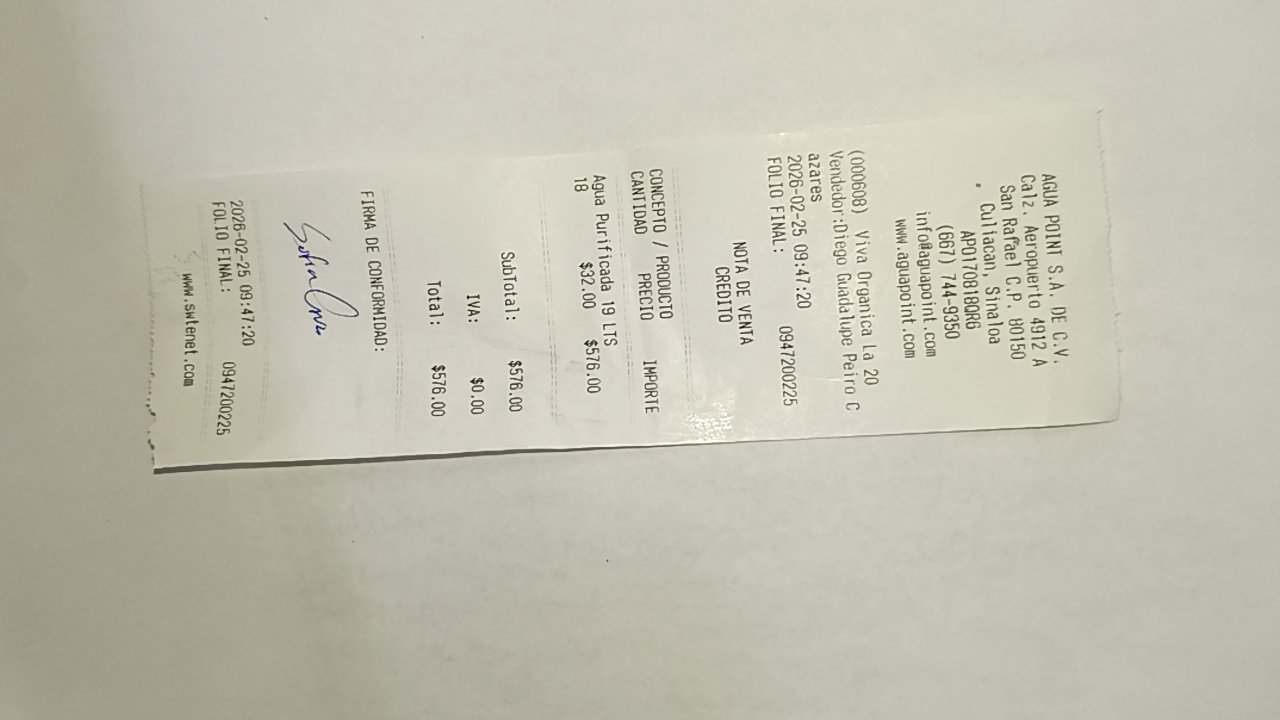 AGUA POINT S.A. DE C.V.
Calz. Aeropuerto 4912 A
San Rafael C.P. 80150
. Culiacan, Sinaloa
APO1708180R6
(667) 744-9350
info@aguapoint.com
www.aguapoint.com
(000608) Viva Organica La 20
Vendedor:Diego Guadalupe Peiro C
azares
2026-02-25 09:47:20
FOLIO FINAL: 0947200225
NOTA DE VENTA
CREDITO
CONCEPTO / PRODUCTO
CANTIDAD PRECIO IMPORTE
Agua Purificada 19 LTS
18 $32.00 $576.00
SubTotal: $576.00
IVA: $0.00
Total: $576.00
FIRMA DE CONFORMIDAD:
2026-02-25 09:47:20
FOLIO FINAL: 0947200225
www.swtenet.com